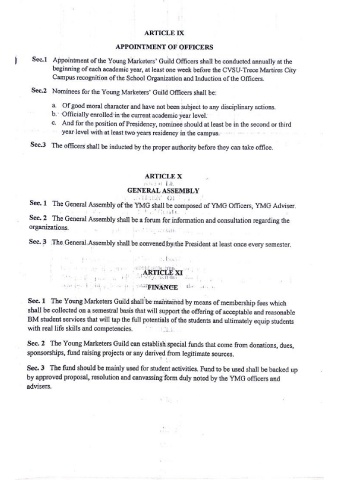 ARTICLE IX
APPOINTMENT OF OFFICERS
Sec.1 Appointment of the Young Marketers' Guild Officers shall be conducted annually at the
beginning of each academic year, at least one week before the CVSU-Trece Martires City
Campus recognition of the School Organization and Induction of the Officers.
Sec.2 Nominees for the Young Marketers' Guild Officers shall be:
a. Of good moral character and have not been subject to any disciplinary actions.
b. Officially enrolled in the current academic year level.
c. And for the position of Presidency, nominee should at least be in the second or third
year level with at least two years residency in the campus.
Sec.3 The officers shall be inducted by the proper authority before they can take office.
ARTICLE X
GENERAL ASSEMBLY
Sec. 1 The General Assembly of the YMG shall be composed of YMG Officers, YMG Adviser.
Sec. 2 The General Assembly shall be a forum for information and consultation regarding the
organizations.
Sec. 3 The General Assembly shall be convened by the President at least once every semester.
ARTICLE XI
FINANCE
Sec. 1 The Young Marketers Guild shall be maintained by means of membership fees which
shall be collected on a semestral basis that will support the offering of acceptable and reasonable
BM student services that will tap the full potentials of the students and ultimately equip students
with real life skills and competencies.
Sec. 2 The Young Marketers Guild can establish special funds that come from donations, dues,
sponsorships, fund raising projects or any derived from legitimate sources.
Sec. 3 The fund should be mainly used for student activities. Fund to be used shall be backed up
by approved proposal, resolution and canvassing form duly noted by the YMG officers and
advisers.